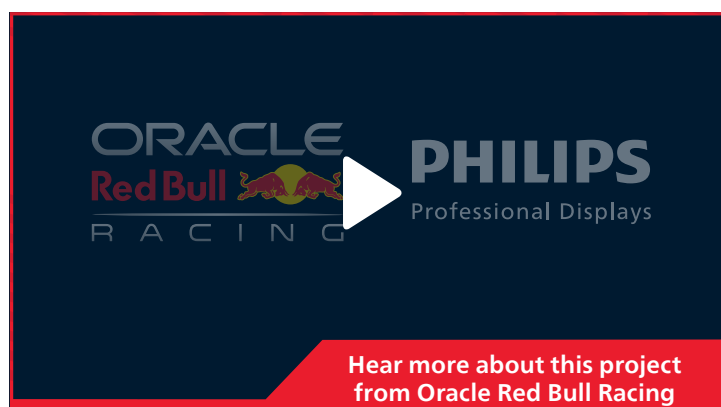 ORACLE
Red Bull
RACING
PHILIPS
Professional Displays
Hear more about this project
from Oracle Red Bull Racing